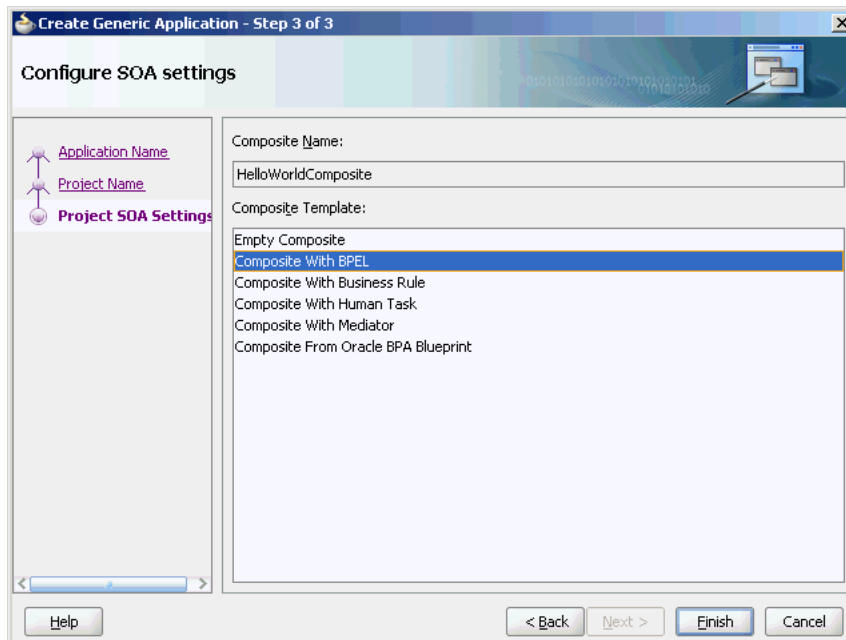 Create Generic Application - Step 3 of 3
Configure SOA settings
Application Name
Project Name
Project SOA Settings
Composite Name:
HelloWorldComposite
Composite Template:
Empty Composite
Composite With BPEL
Composite With Business Rule
Composite With Human Task
Composite With Mediator
Composite From Oracle BPA Blueprint
Help
< Back
Next >
Finish
Cancel